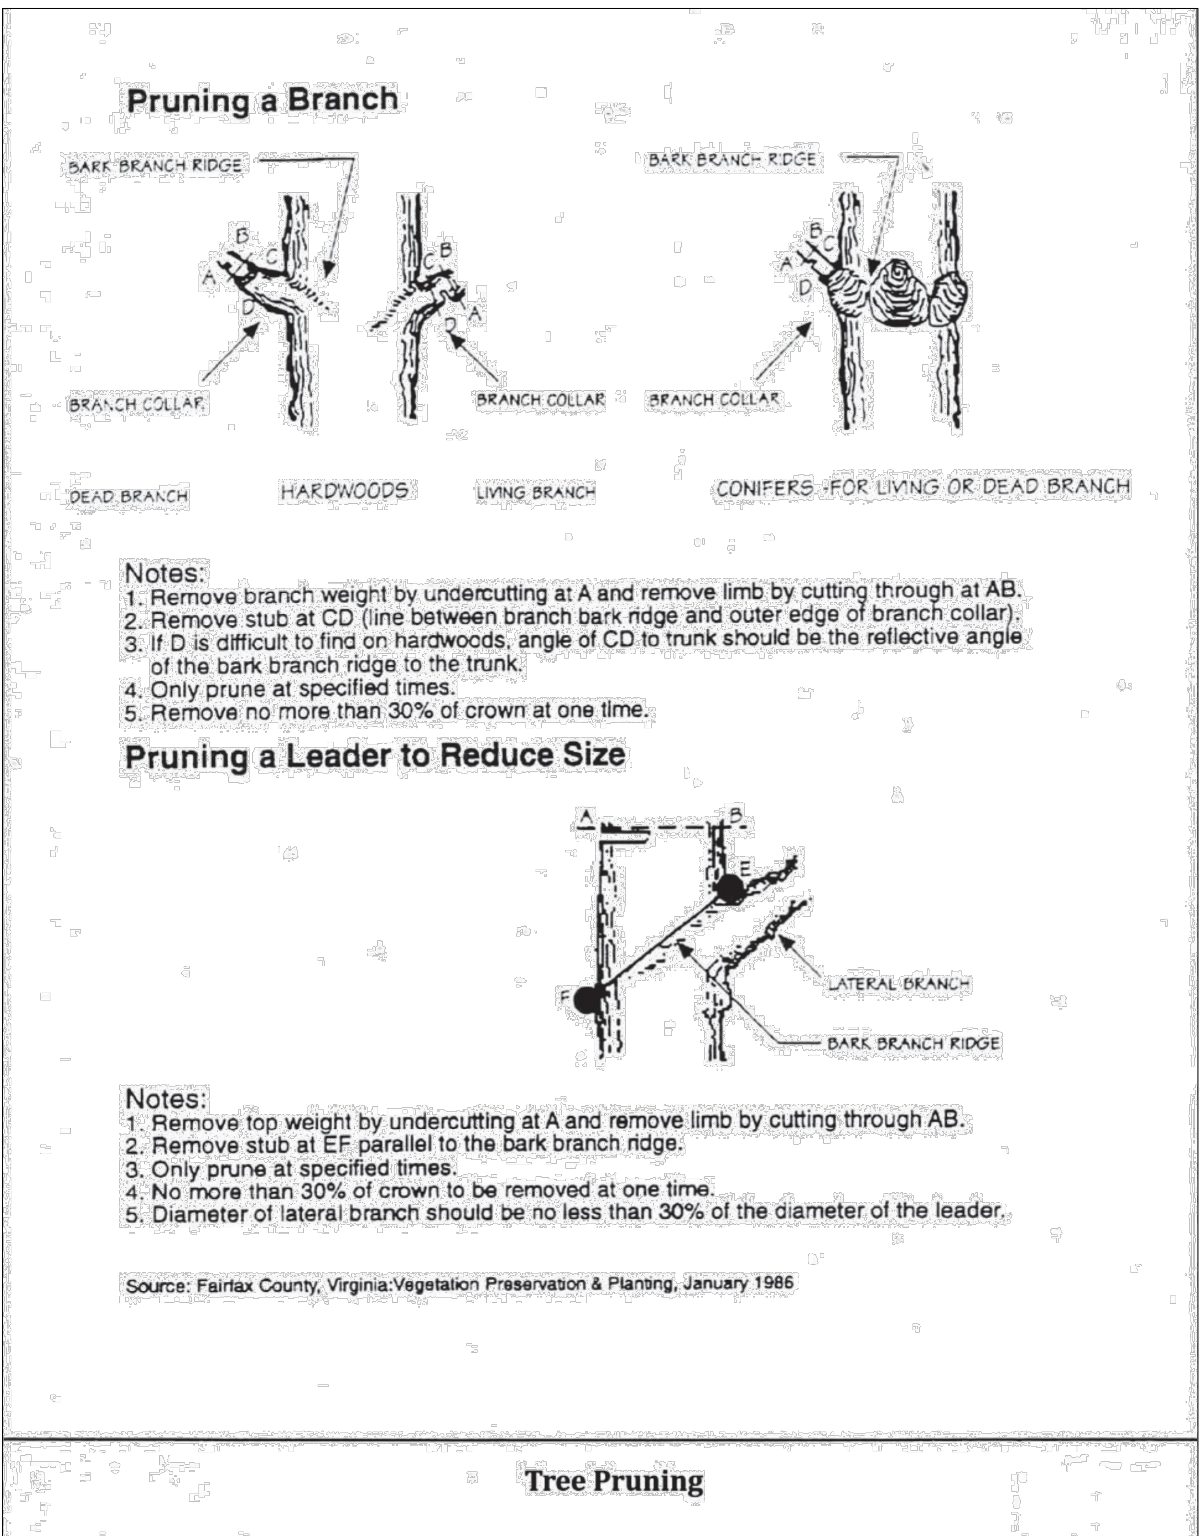 Pruning a Branch
BARK BRANCH RIDGE
BARK BRANCH RIDGE
B
C
A
D
C B
D
A
B
C
A
D
BRANCH COLLAR
BRANCH COLLAR
BRANCH COLLAR
DEAD BRANCH
HARDWOODS
LIVING BRANCH
CONIFERS - FOR LIVING OR DEAD BRANCH
Notes:
1. Remove branch weight by undercutting at A and remove limb by cutting through at AB.
2. Remove stub at CD (line between branch bark ridge and outer edge of branch collar).
3. If D is difficult to find on hardwoods, angle of CD to trunk should be the reflective angle
of the bark branch ridge to the trunk.
4. Only prune at specified times.
5. Remove no more than 30% of crown at one time.
Pruning a Leader to Reduce Size
A
B
E
F
LATERAL BRANCH
BARK BRANCH RIDGE
Notes:
1. Remove top weight by undercutting at A and remove limb by cutting through AB.
2. Remove stub at EF parallel to the bark branch ridge.
3. Only prune at specified times.
4. No more than 30% of crown to be removed at one time.
5. Diameter of lateral branch should be no less than 30% of the diameter of the leader.
Source: Fairfax County, Virginia:Vegetation Preservation & Planting, January 1986
Tree Pruning